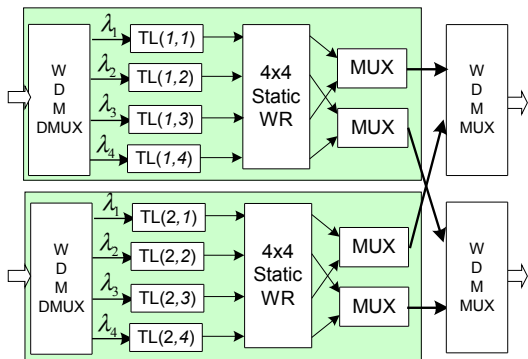 W
D
M
DMUX
λ1
TL(1,1)
λ2
TL(1,2)
λ3
TL(1,3)
λ4
TL(1,4)
4x4
Static
WR
MUX
MUX
W
D
M
MUX
W
D
M
DMUX
λ1
TL(2,1)
λ2
TL(2,2)
λ3
TL(2,3)
λ4
TL(2,4)
4x4
Static
WR
MUX
MUX
W
D
M
MUX